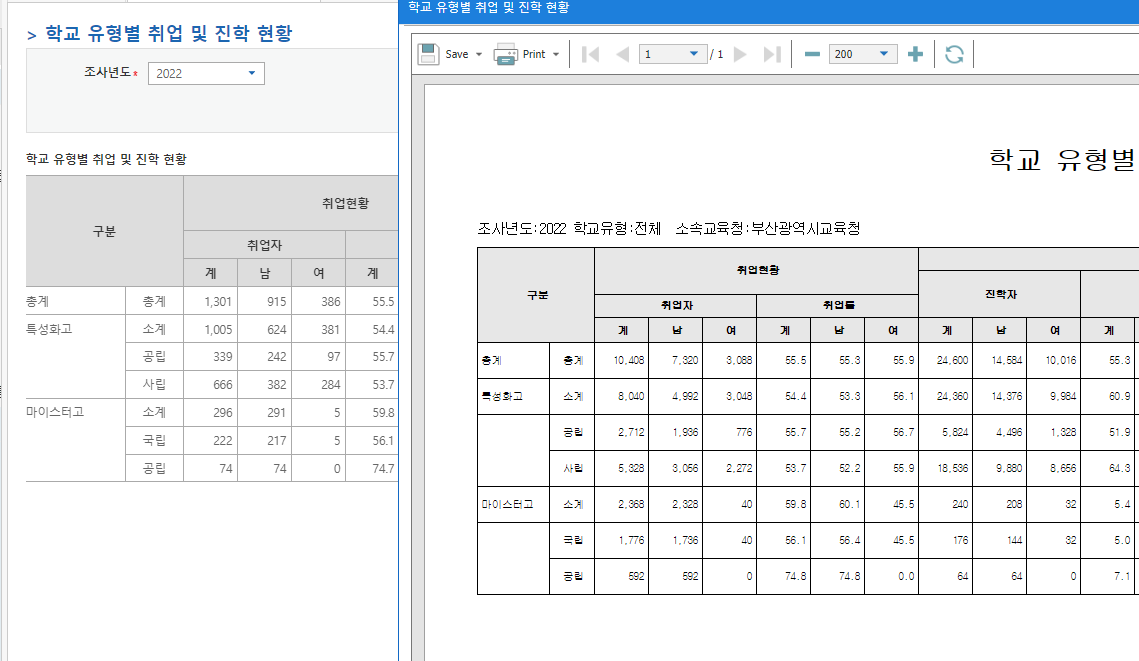 > 학교 유형별 취업 및 진학 현황
조사년도* 2022
학교 유형별 취업 및 진학 현황
구분 취업현황
취업자
계 남 여 계
총계 총계 1,301 915 386 55.5
특성화고 소계 1,005 624 381 54.4
공립 339 242 97 55.7
사립 666 382 284 53.7
마이스터고 소계 296 291 5 59.8
국립 222 217 5 56.1
공립 74 74 0 74.7
학교 유형별 취업 및 진학 현황
Save Print 1 / 1 200
학교 유형별
조사년도:2022 학교유형:전체 소속교육청:부산광역시교육청
구분 취업현황
진학자
취업자 취업률
계 남 여 계 남 여 계 남 여 계
총계 총계 10,408 7,320 3,088 55.5 55.3 55.9 24,600 14,584 10,016 55.3
특성화고 소계 8,040 4,992 3,048 54.4 53.3 56.1 24,360 14,376 9,984 60.9
공립 2,712 1,936 776 55.7 55.2 56.7 5,824 4,496 1,328 51.9
사립 5,328 3,056 2,272 53.7 52.2 55.9 18,536 9,880 8,656 64.3
마이스터고 소계 2,368 2,328 40 59.8 60.1 45.5 240 208 32 5.4
국립 1,776 1,736 40 56.1 56.4 45.5 176 144 32 5.0
공립 592 592 0 74.8 74.8 0.0 64 64 0 7.1